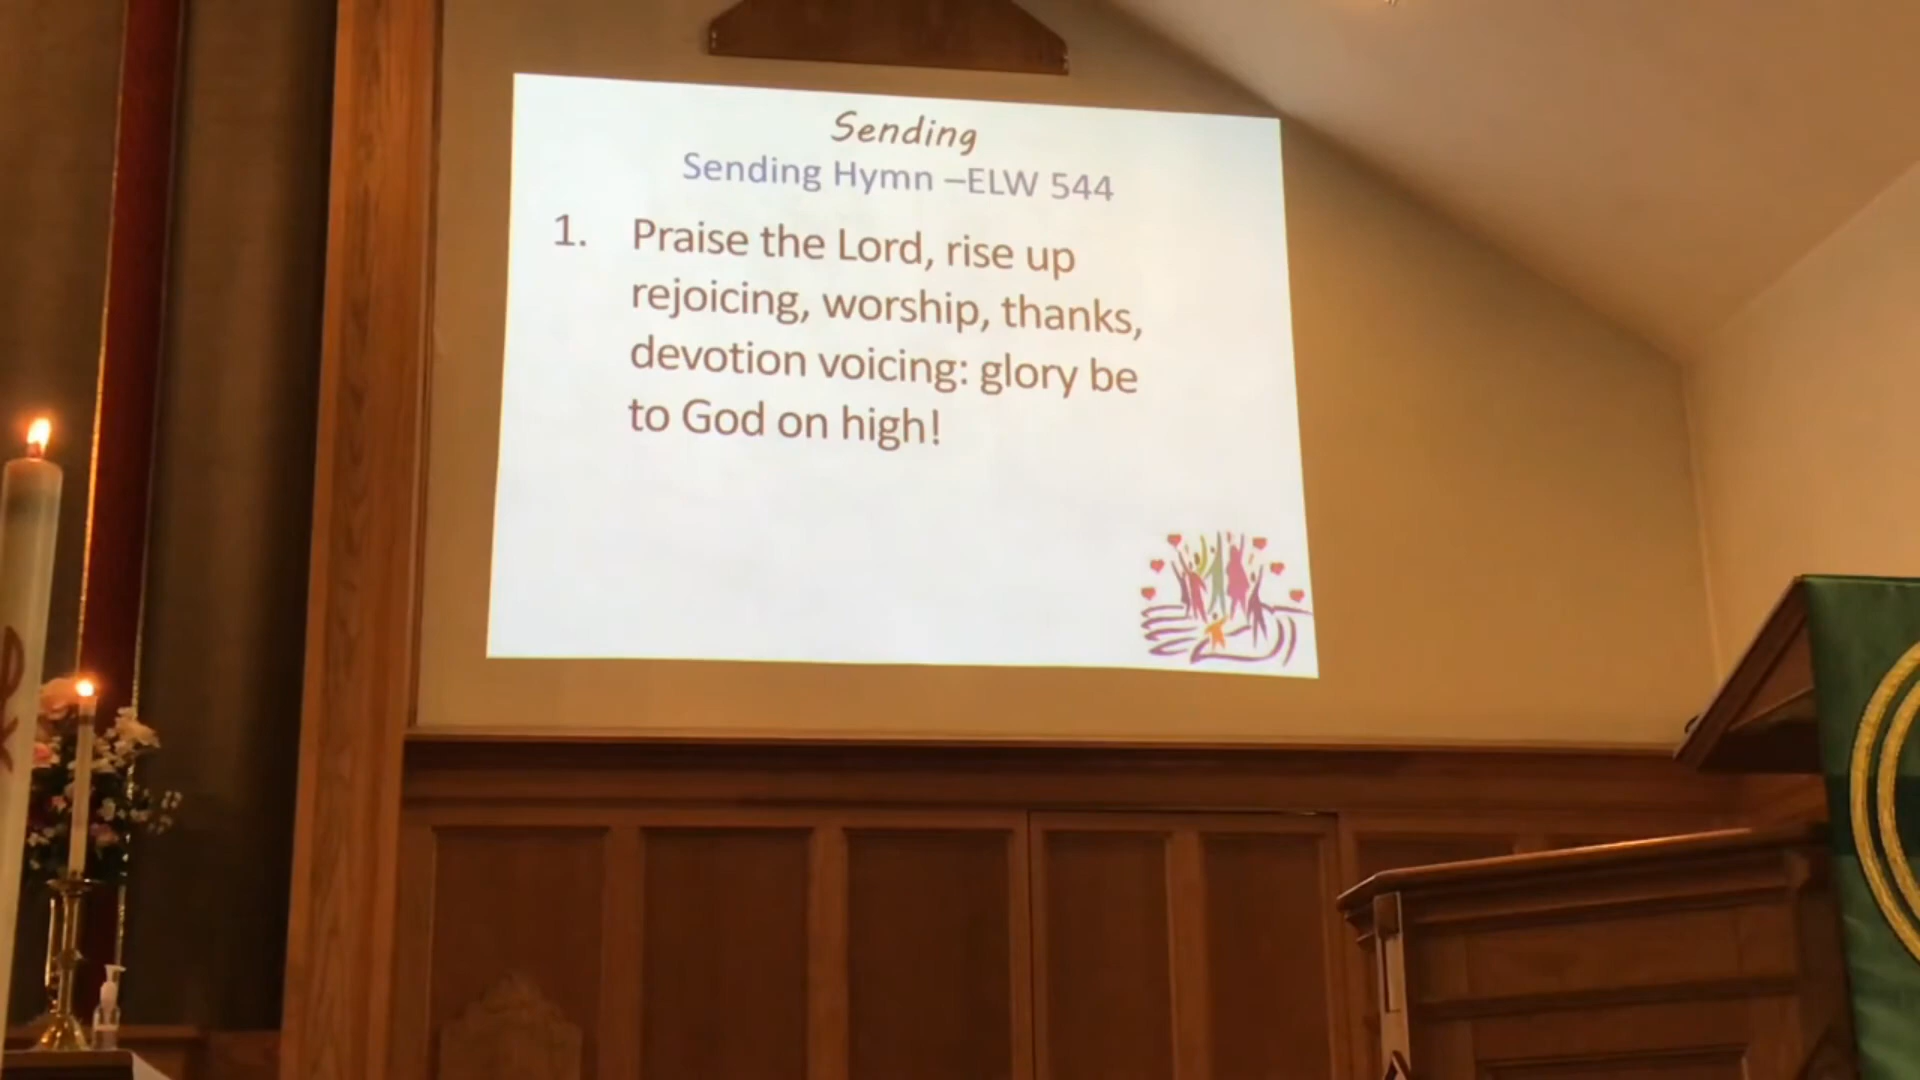 Sending
Sending Hymn –ELW 544
1. Praise the Lord, rise up
rejoicing, worship, thanks,
devotion voicing: glory be
to God on high!